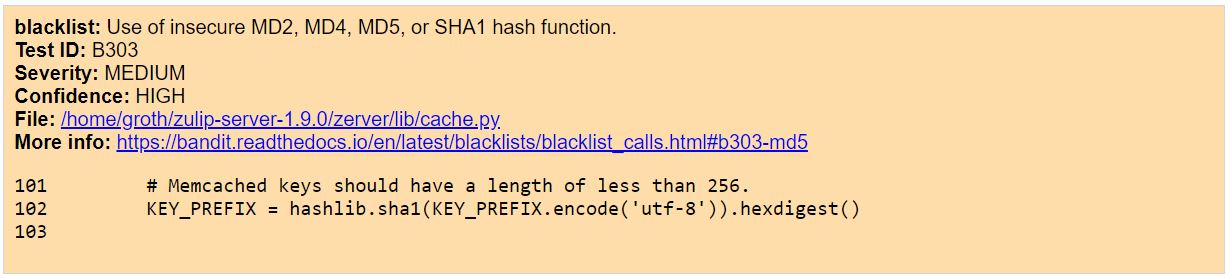 blacklist: Use of insecure MD2, MD4, MD5, or SHA1 hash function.
Test ID: B303
Severity: MEDIUM
Confidence: HIGH
File: /home/groth/zulip-server-1.9.0/zerver/lib/cache.py
More info: https://bandit.readthedocs.io/en/latest/blacklists/blacklist_calls.html#b303-md5
101         # Memcached keys should have a length of less than 256.
102         KEY_PREFIX = hashlib.sha1(KEY_PREFIX.encode('utf-8')).hexdigest()
103